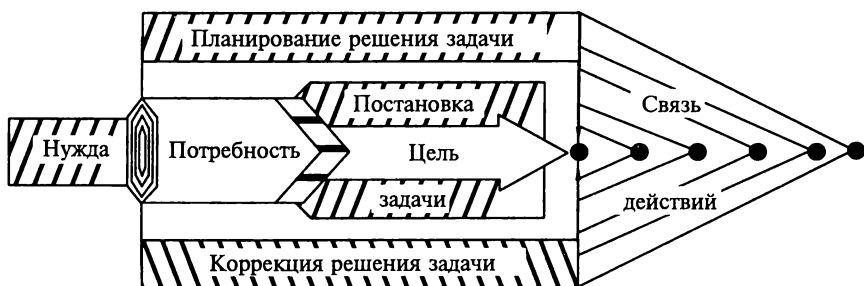 Планирование решения задачи
Постановка
Связь
Нужда
Потребность
Цель
задачи
действий
Коррекция решения задачи